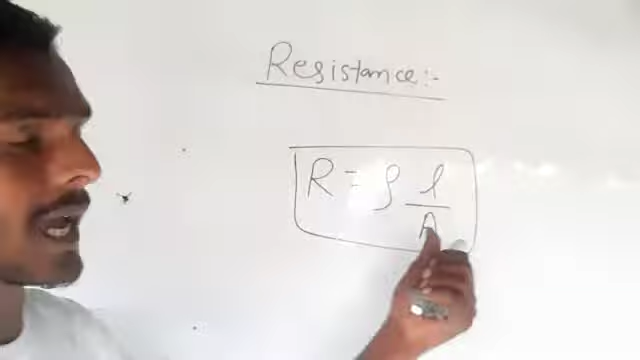 Resistance:-
R = ρ l/A